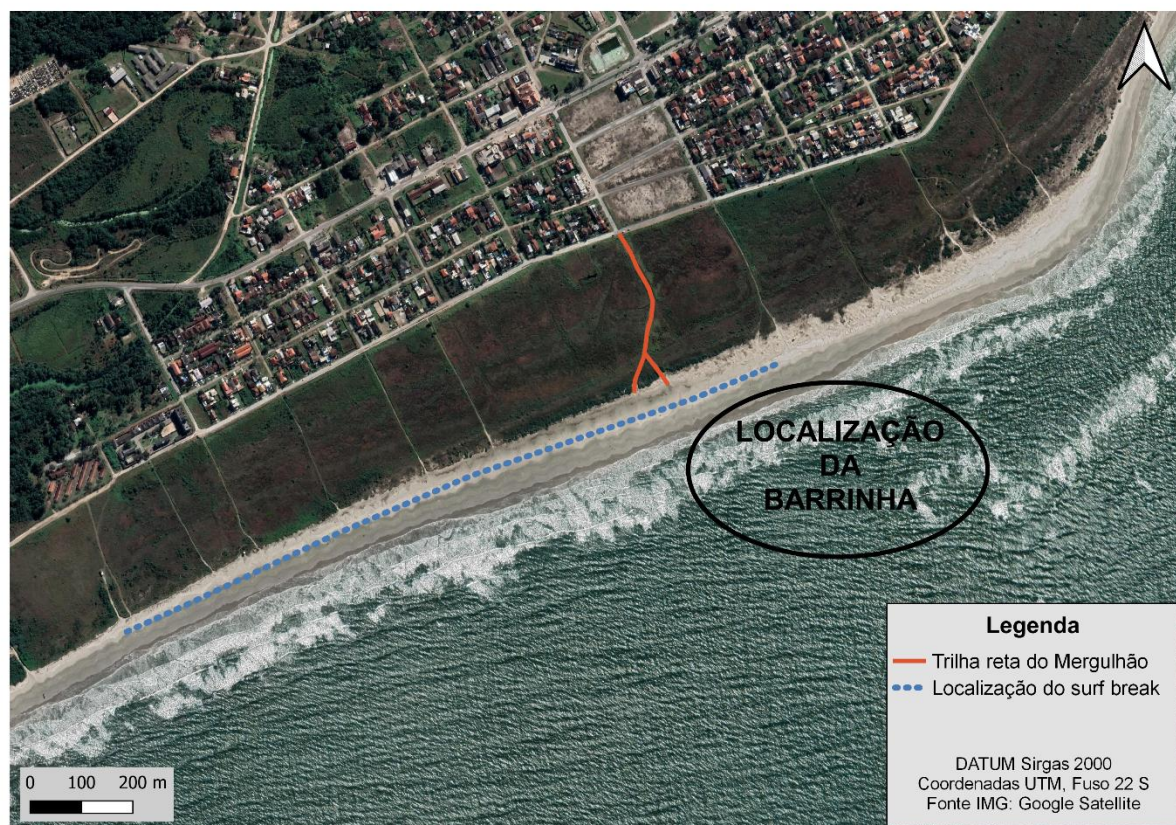 LOCALIZAÇÃO
DA
BARRINHA
Legenda
Trilha reta do Mergulhão
Localização do surf break
DATUM Sirgas 2000
Coordenadas UTM, Fuso 22 S
Fonte IMG: Google Satellite
0 100 200 m